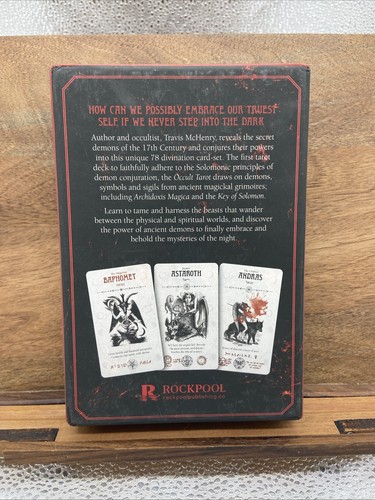 HOW CAN WE POSSIBLY EMBRACE OUR TRUEST
SELF IF WE NEVER STEP INTO THE DARK
Author and occultist, Travis McHenry, reveals the secret
demons of the 17th Century and conjures their powers
into this unique 78 divination card-set. The first tarot
deck to faithfully adhere to the Solomonic principles of
demon conjuration, the Occult Tarot draws on demons,
symbols and sigils from ancient magickal grimoires;
including Archidoxis Magica and the Key of Solomon.
Learn to tame and harness the beasts that wander
between the physical and spiritual worlds, and discover
the power of ancient demons to finally embrace and
behold the mysteries of the night.
BAPHOMET
ASTAROTH
ANDRAS
R ROCKPOOL
rockpoolpublishing.co